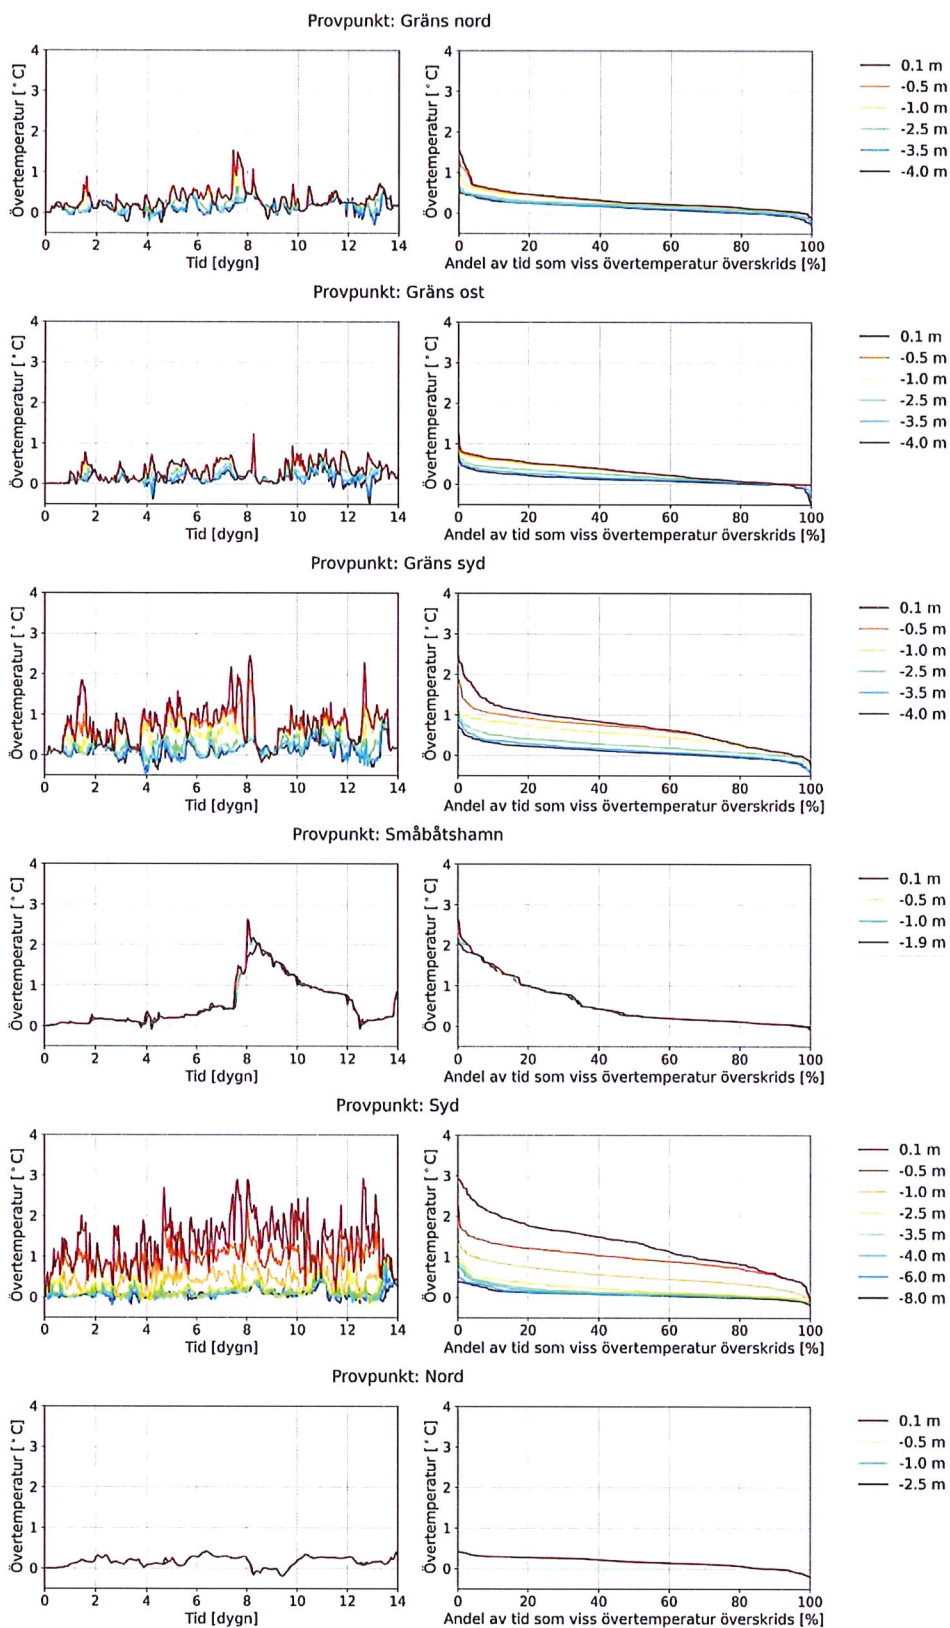 Provpunkt: Gräns nord
Övertemperatur [°C]
4
3
2
1
0
0 2 4 6 8 10 12 14
Tid [dygn]
Övertemperatur [°C]
4
3
2
1
0
0 20 40 60 80 100
Andel av tid som viss övertemperatur överskrids [%]
0.1 m
-0.5 m
-1.0 m
-2.5 m
-3.5 m
-4.0 m
Provpunkt: Gräns ost
Övertemperatur [°C]
4
3
2
1
0
0 2 4 6 8 10 12 14
Tid [dygn]
Övertemperatur [°C]
4
3
2
1
0
0 20 40 60 80 100
Andel av tid som viss övertemperatur överskrids [%]
0.1 m
-0.5 m
-1.0 m
-2.5 m
-3.5 m
-4.0 m
Provpunkt: Gräns syd
Övertemperatur [°C]
4
3
2
1
0
0 2 4 6 8 10 12 14
Tid [dygn]
Övertemperatur [°C]
4
3
2
1
0
0 20 40 60 80 100
Andel av tid som viss övertemperatur överskrids [%]
0.1 m
-0.5 m
-1.0 m
-2.5 m
-3.5 m
-4.0 m
Provpunkt: Småbåtshamn
Övertemperatur [°C]
4
3
2
1
0
0 2 4 6 8 10 12 14
Tid [dygn]
Övertemperatur [°C]
4
3
2
1
0
0 20 40 60 80 100
Andel av tid som viss övertemperatur överskrids [%]
0.1 m
-0.5 m
-1.0 m
-1.9 m
Provpunkt: Syd
Övertemperatur [°C]
4
3
2
1
0
0 2 4 6 8 10 12 14
Tid [dygn]
Övertemperatur [°C]
4
3
2
1
0
0 20 40 60 80 100
Andel av tid som viss övertemperatur överskrids [%]
0.1 m
-0.5 m
-1.0 m
-2.5 m
-3.5 m
-4.0 m
-6.0 m
-8.0 m
Provpunkt: Nord
Övertemperatur [°C]
4
3
2
1
0
0 2 4 6 8 10 12 14
Tid [dygn]
Övertemperatur [°C]
4
3
2
1
0
0 20 40 60 80 100
Andel av tid som viss övertemperatur överskrids [%]
0.1 m
-0.5 m
-1.0 m
-2.5 m